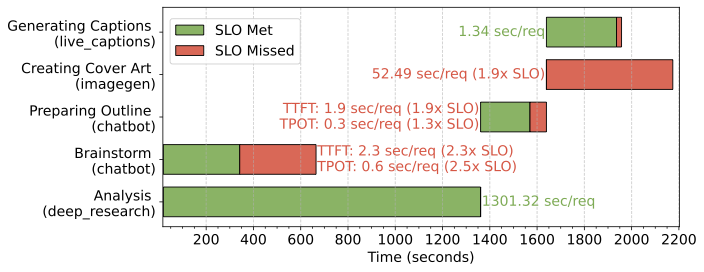 Generating Captions
(live_captions)
Creating Cover Art
(imagegen)
Preparing Outline
(chatbot)
Brainstorm
(chatbot)
Analysis
(deep_research)
SLO Met
SLO Missed
1.34 sec/req
52.49 sec/req (1.9x SLO)
TTFT: 1.9 sec/req (1.9x SLO)
TPOT: 0.3 sec/req (1.3x SLO)
TTFT: 2.3 sec/req (2.3x SLO)
TPOT: 0.6 sec/req (2.5x SLO)
1301.32 sec/req
200 400 600 800 1000 1200 1400 1600 1800 2000 2200
Time (seconds)